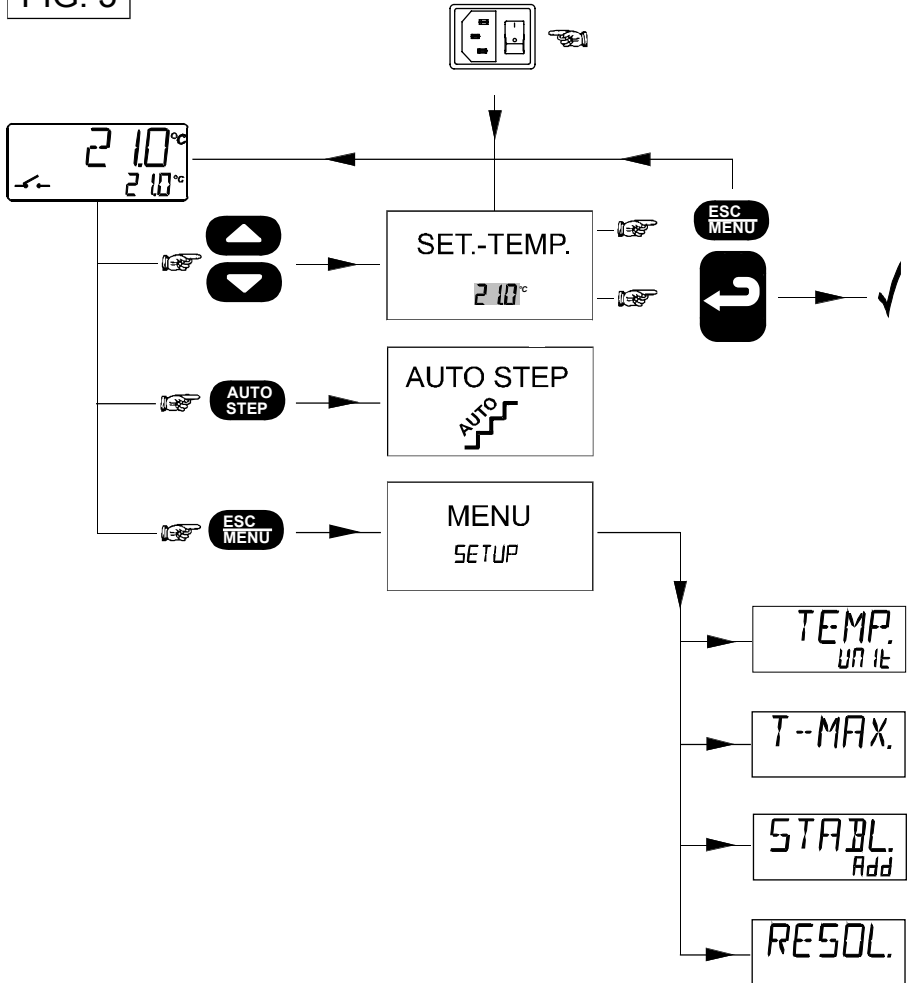 FIG. 3
21.0°C
21.0°C
SET.-TEMP.
21.0°C
ESC
MENU
AUTO
STEP
AUTO STEP
AUTO
ESC
MENU
MENU
SETUP
TEMP.
Unit
T--MAX.
STABL.
Add
RESOL.